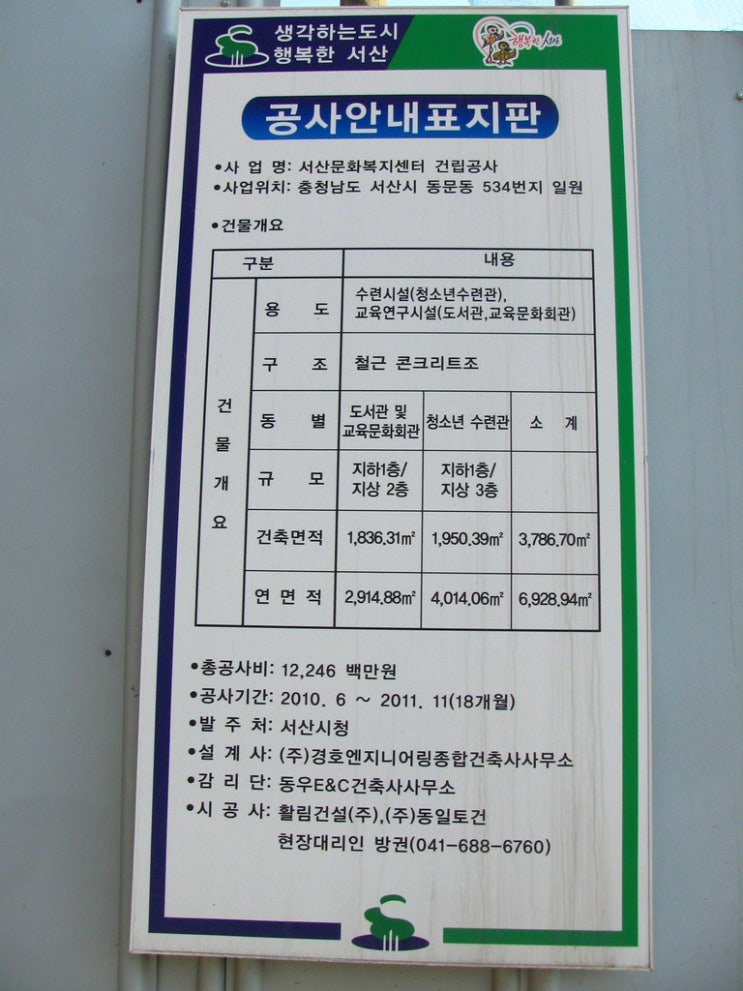 생각하는도시
행복한 서산
행복한 서산
공사안내표지판
•사 업 명: 서산문화복지센터 건립공사
•사업위치: 충청남도 서산시 동문동 534번지 일원
•건물개요
구분 내용
건물개요
용 도 수련시설(청소년수련관),
교육연구시설(도서관,교육문화회관)
구 조 철근 콘크리트조
동 별 도서관 및 교육문화회관 청소년 수련관 소 계
규 모 지하1층/지상 2층 지하1층/지상 3층
건축면적 1,836.31㎡ 1,950.39㎡ 3,786.70㎡
연 면 적 2,914.88㎡ 4,014.06㎡ 6,928.94㎡
•총공사비: 12,246 백만원
•공사기간: 2010. 6 ~ 2011. 11(18개월)
•발 주 처: 서산시청
•설 계 사: (주)경호엔지니어링종합건축사사무소
•감 리 단: 동우E&C건축사사무소
•시 공 사: 활림건설(주),(주)동일토건
현장대리인 방권(041-688-6760)